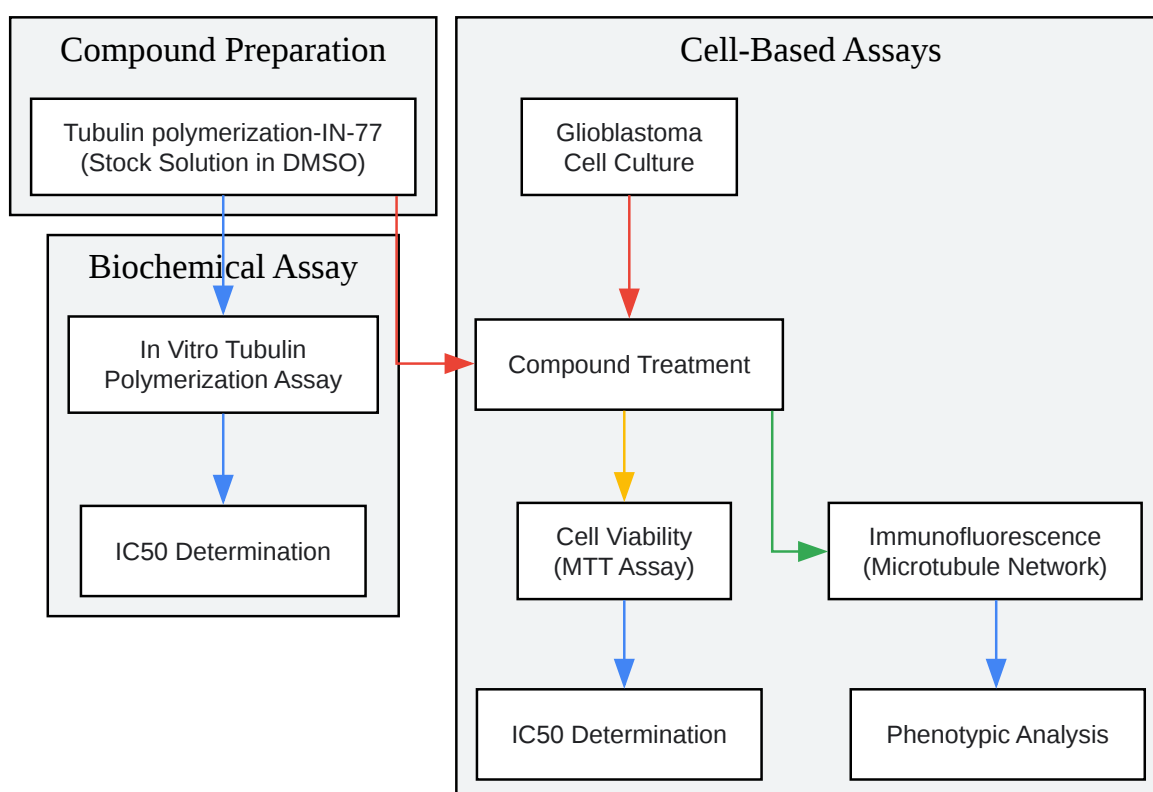 Compound Preparation
Tubulin polymerization-IN-77
(Stock Solution in DMSO)
Biochemical Assay
In Vitro Tubulin
Polymerization Assay
IC50 Determination
Cell-Based Assays
Glioblastoma
Cell Culture
Compound Treatment
Cell Viability
(MTT Assay)
Immunofluorescence
(Microtubule Network)
IC50 Determination
Phenotypic Analysis